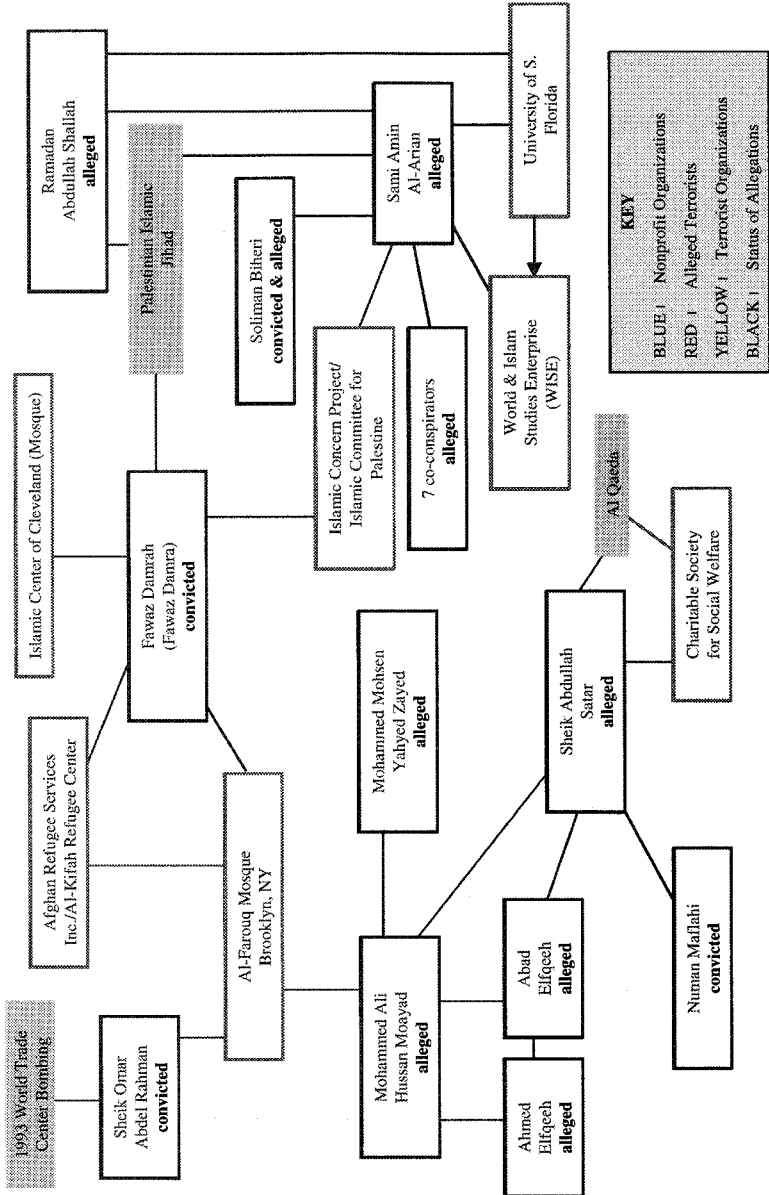 1993 World Trade
Center Bombing
Sheik Omar
Abdel Rahman
convicted
Afghan Refugee Services
Inc./Al-Kifah Refugee Center
Islamic Center of Cleveland (Mosque)
Fawaz Damrah
(Fawaz Damra)
convicted
Palestinian Islamic
Jihad
Ramadan
Abdullah Shallah
alleged
Al-Farouq Mosque
Brooklyn, NY
Soliman Biheri
convicted & alleged
Sami Amin
Al-Arian
alleged
Islamic Concern Project/
Islamic Committee for
Palestine
7 co-conspirators
alleged
World & Islam
Studies Enterprise
(WISE)
University of S.
Florida
Mohammed Ali
Hussan Moayad
alleged
Mohammed Mohsen
Yahyed Zayed
alleged
Ahmed
Elfqeeh
alleged
Abad
Elfqeeh
alleged
Sheik Abdullah
Satar
alleged
Al Qaeda
Numan Maflahi
convicted
Charitable Society
for Social Welfare
KEY
BLUE | Nonprofit Organizations
RED | Alleged Terrorists
YELLOW | Terrorist Organizations
BLACK | Status of Allegations